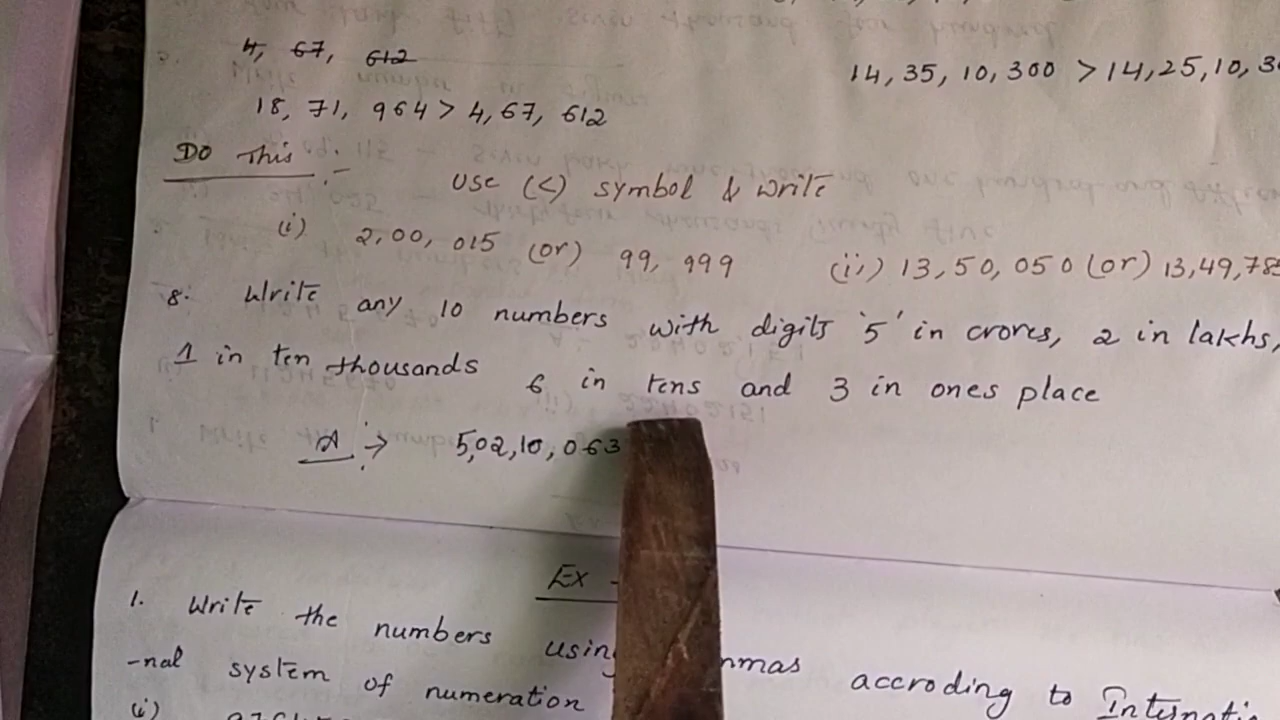 4, 67, 612
14, 35, 10, 300 > 14,25,10,3
18, 71, 964 > 4,67, 612
Do This :-
Use (<) symbol & write
(i) 2,00, 015 (or) 99, 999 (ii) 13,50, 050 (or) 13,49,785
8. Write any 10 numbers with digits '5' in crores, 2 in lakhs,
1 in ten thousands 6 in tens and 3 in ones place
A :→ 5,02,10,063
Ex
1. Write the numbers using mmas accroding to Internatio
-nal system of numeration
(i)